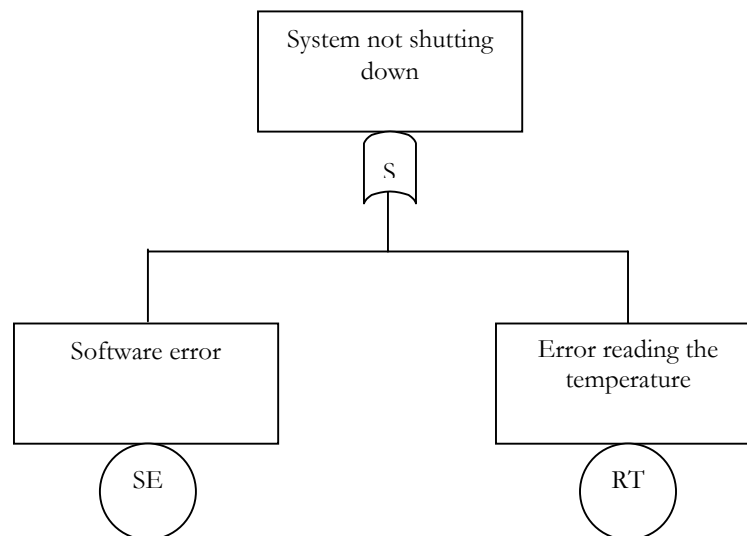 System not shutting
down
S
Software error
Error reading the
temperature
SE
RT